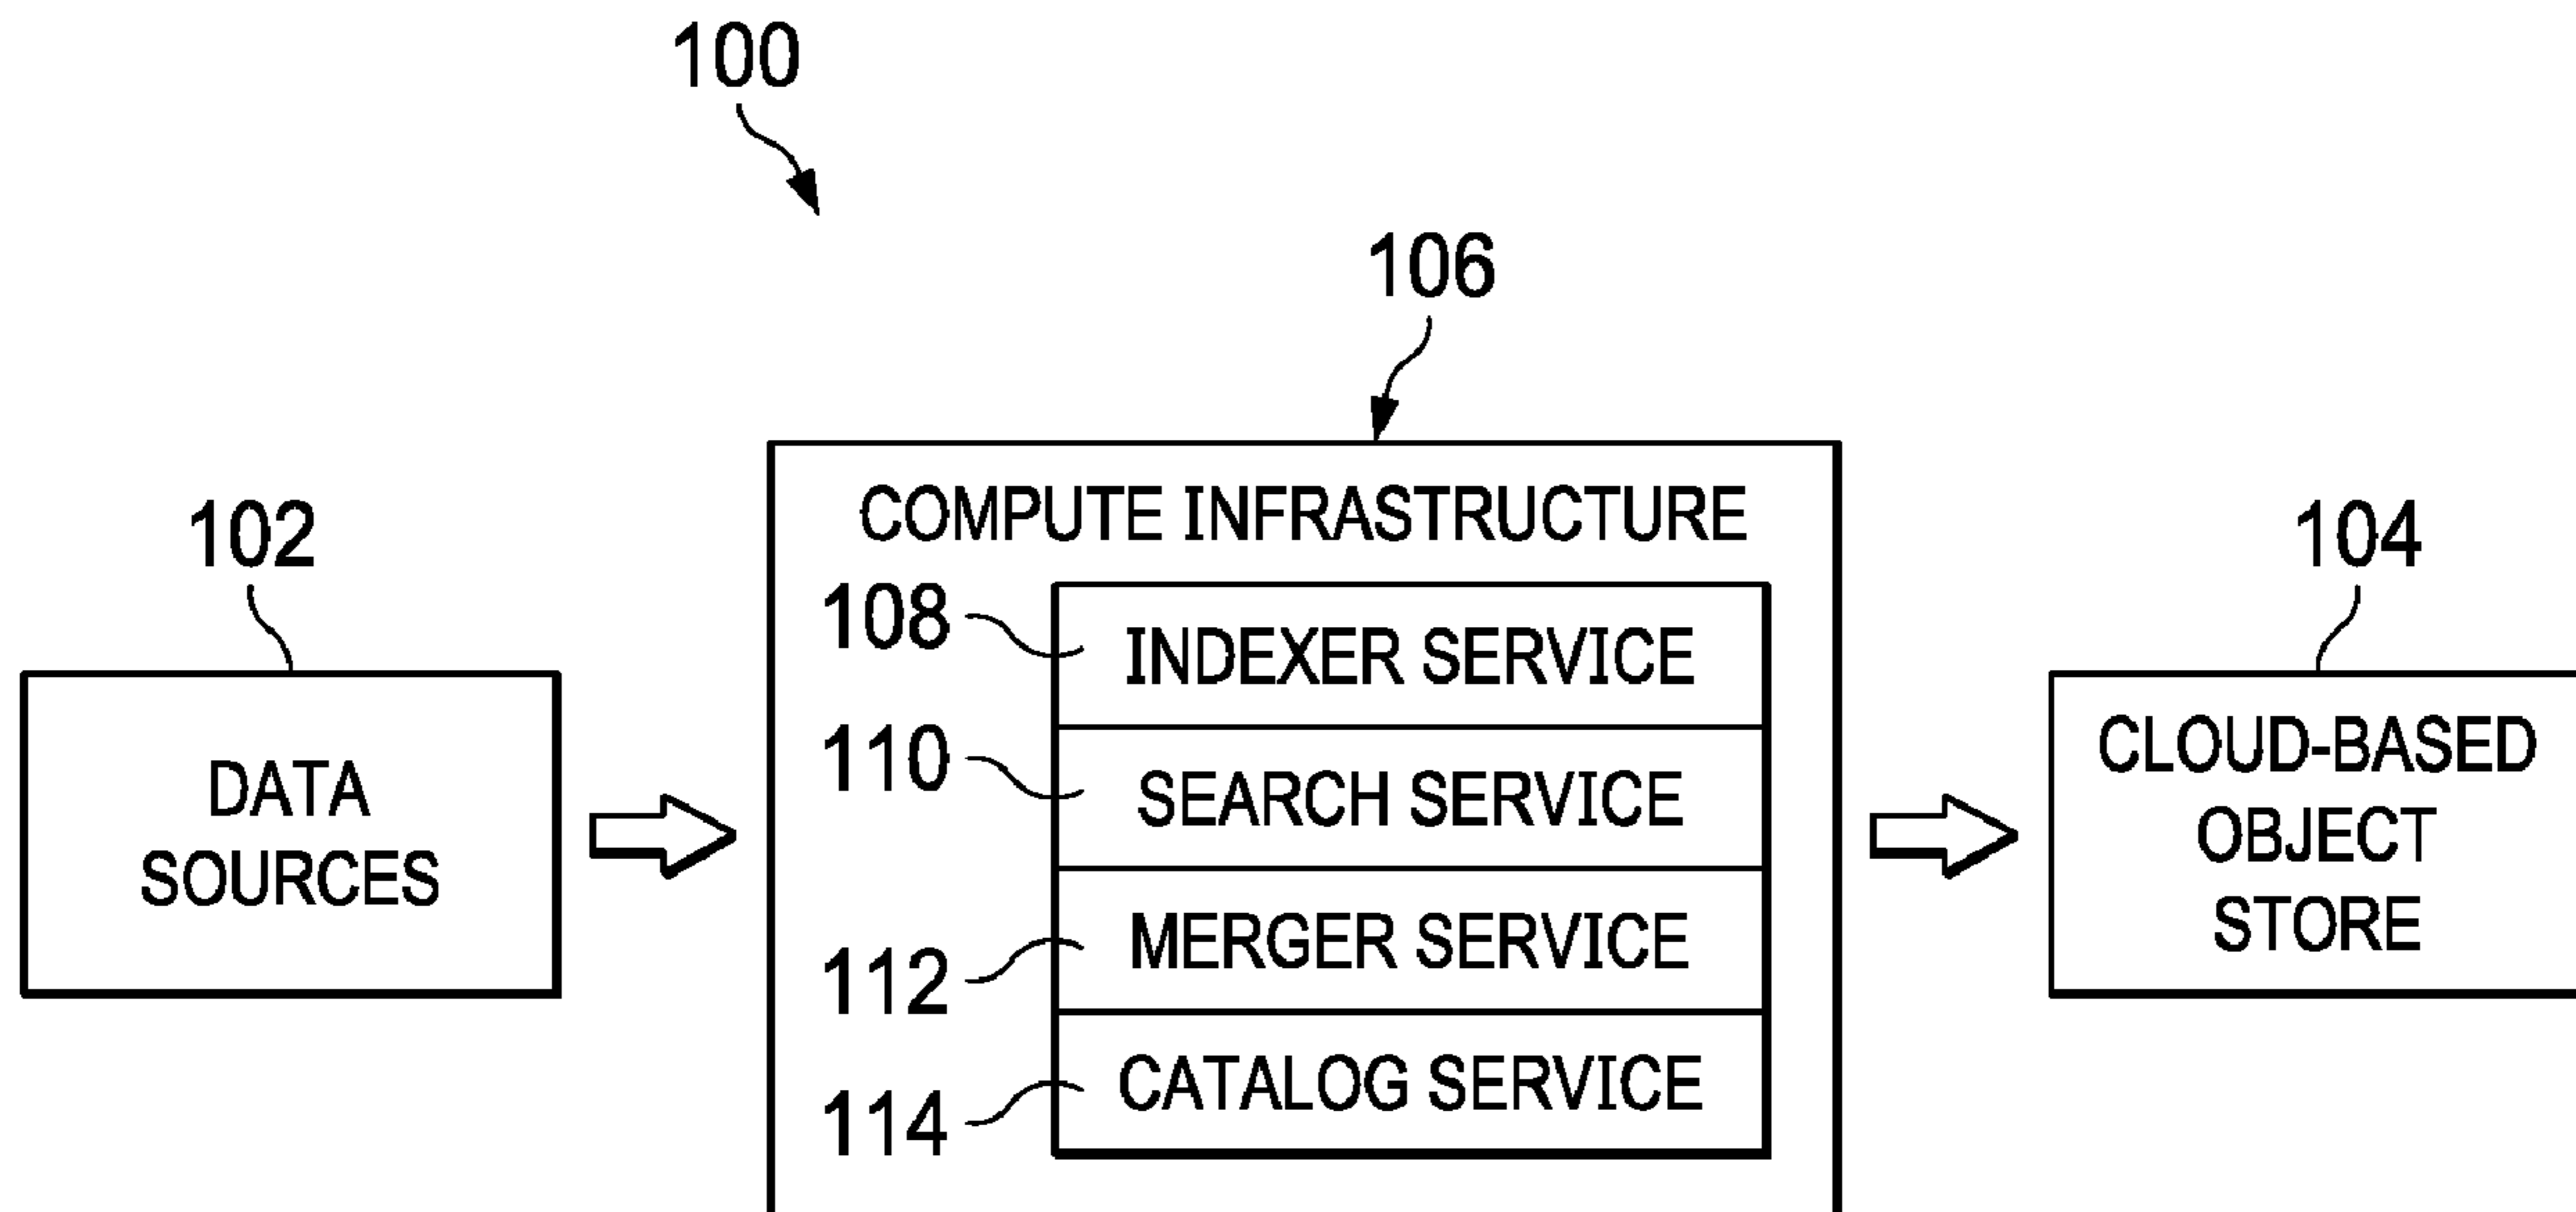 100
106
102
COMPUTE INFRASTRUCTURE
104
108
INDEXER SERVICE
110
SEARCH SERVICE
112
MERGER SERVICE
114
CATALOG SERVICE
DATA
SOURCES
CLOUD-BASED
OBJECT
STORE